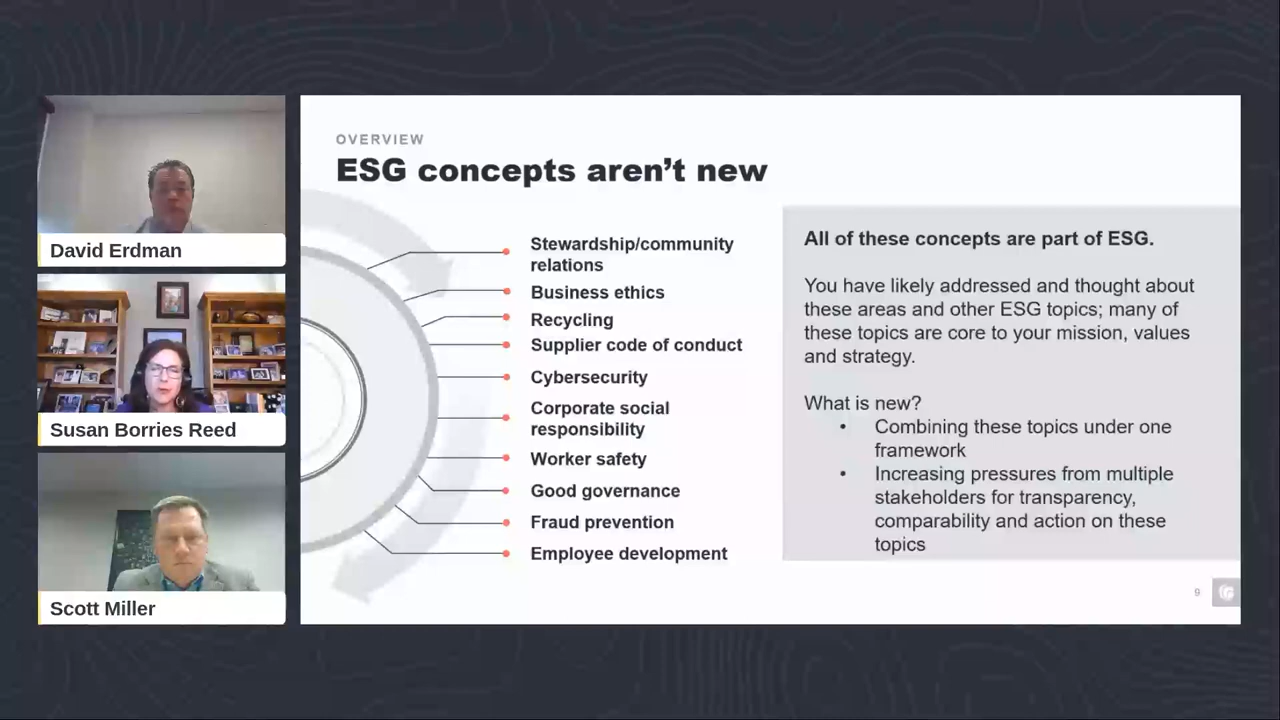 David Erdman
Susan Borries Reed
Scott Miller
OVERVIEW
ESG concepts aren’t new
Stewardship/community
relations
Business ethics
Recycling
Supplier code of conduct
Cybersecurity
Corporate social
responsibility
Worker safety
Good governance
Fraud prevention
Employee development
All of these concepts are part of ESG.
You have likely addressed and thought about
these areas and other ESG topics; many of
these topics are core to your mission, values
and strategy.
What is new?
• Combining these topics under one
framework
• Increasing pressures from multiple
stakeholders for transparency,
comparability and action on these
topics
9